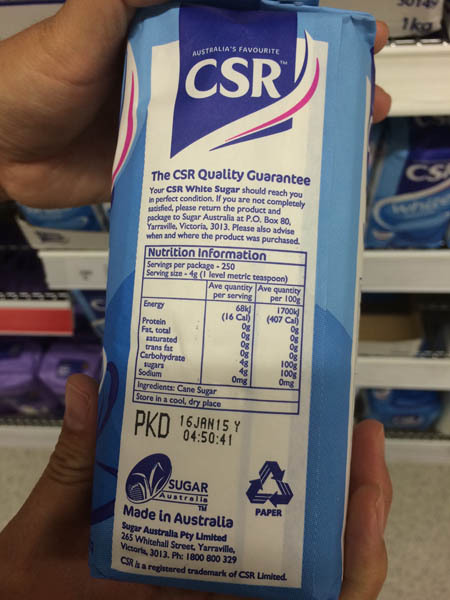 1kg
AUSTRALIA'S FAVOURITE
CSR™
The CSR Quality Guarantee
Your CSR White Sugar should reach you
in perfect condition. If you are not completely
satisfied, please return the product and
package to Sugar Australia at P.O. Box 80,
Yarraville, Victoria, 3013. Please also advise
when and where the product was purchased.
Nutrition Information
Servings per package - 250
Serving size - 4g (1 level metric teaspoon)
Ave quantity Ave quantity
per serving per 100g
Energy 68kJ 1700kJ
(16 Cal) (407 Cal)
Protein 0g 0g
Fat, total 0g 0g
saturated 0g 0g
trans fat 0g 0g
Carbohydrate 4g 100g
sugars 4g 100g
Sodium 0mg 0mg
Ingredients: Cane Sugar
Store in a cool, dry place
PKD 16JAN15 Y
04:50:41
SUGAR
Australia
TM
PAPER
Made in Australia
Sugar Australia Pty Limited
265 Whitehall Street, Yarraville,
Victoria, 3013. Ph: 1800 800 329
CSR is a registered trademark of CSR Limited.
CS
White